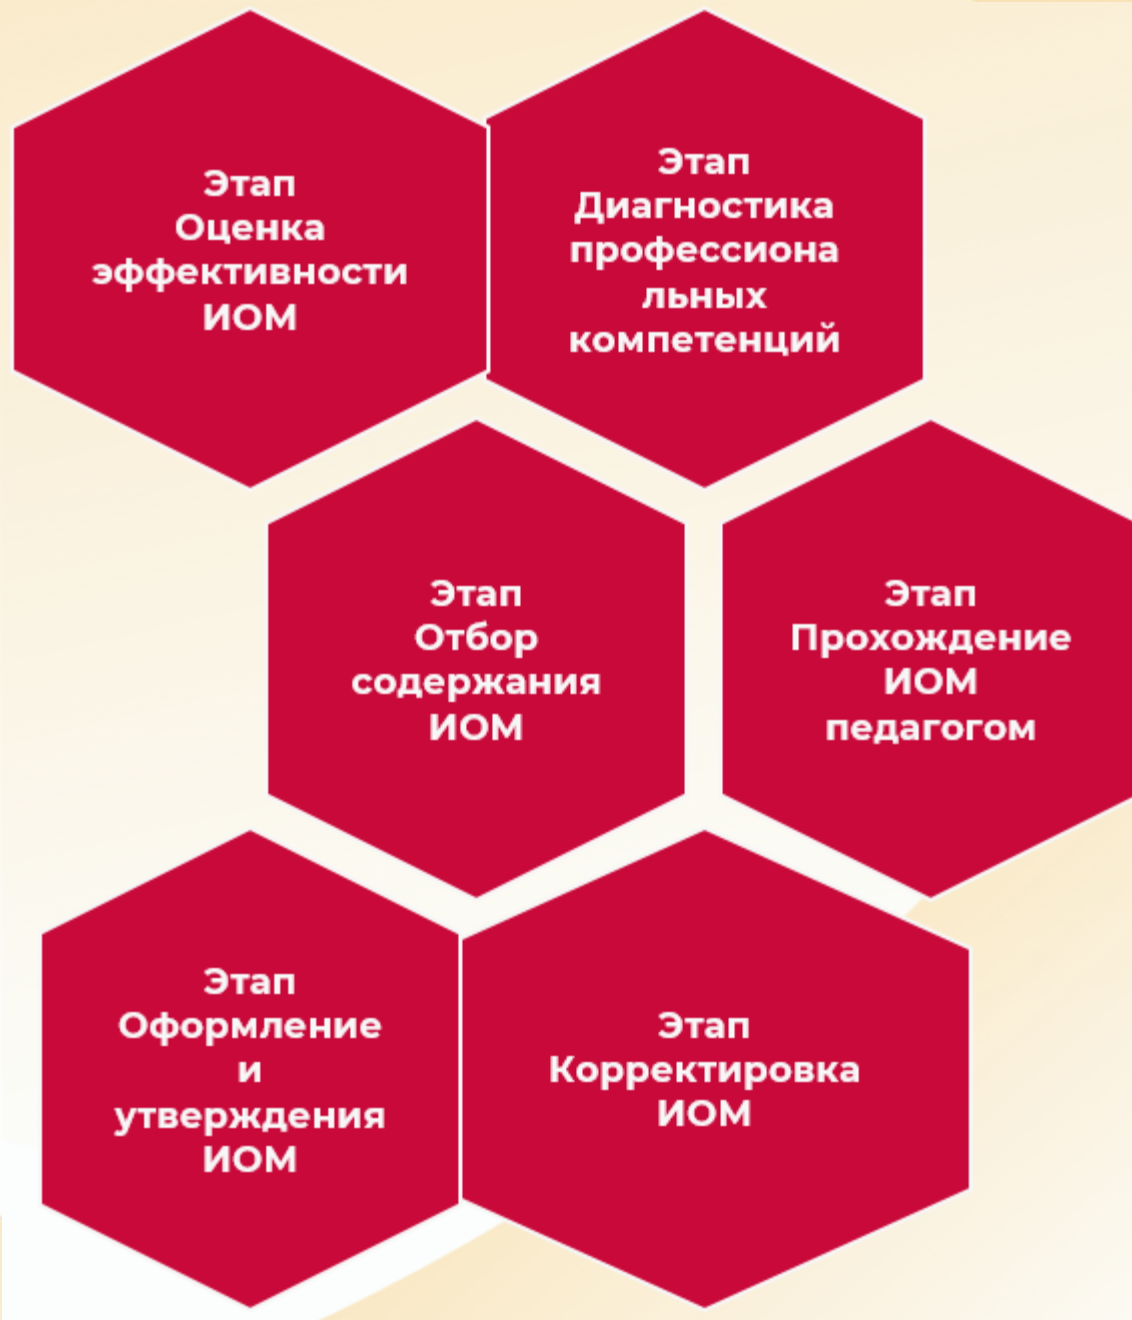 Этап
Оценка
эффективности
ИОМ
Этап
Диагностика
профессиона
льных
компетенций
Этап
Отбор
содержания
ИОМ
Этап
Прохождение
ИОМ
педагогом
Этап
Оформление
и
утверждения
ИОМ
Этап
Корректировка
ИОМ